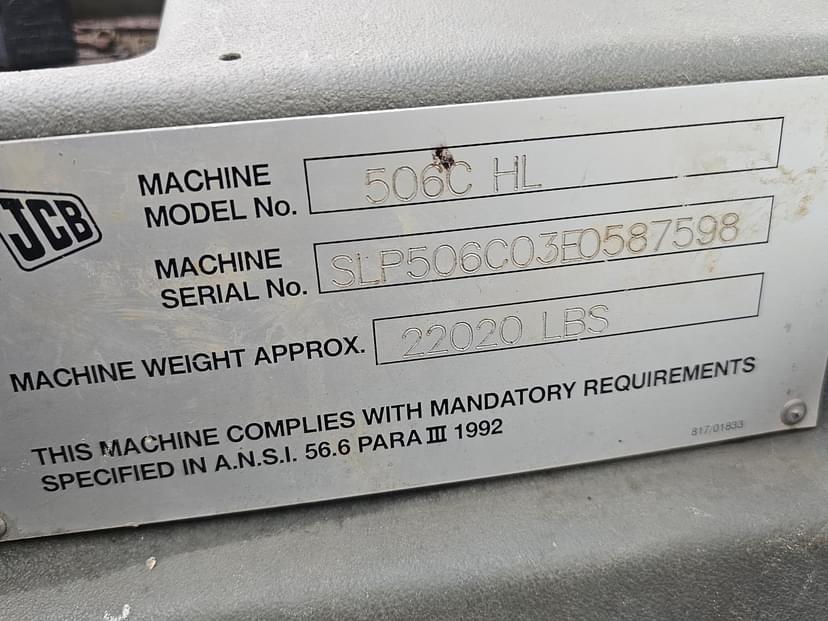 JCB
MACHINE MODEL No. 506C HL
MACHINE SERIAL No. SLP506C03E0587598
MACHINE WEIGHT APPROX. 22020 LBS
THIS MACHINE COMPLIES WITH MANDATORY REQUIREMENTS
SPECIFIED IN A.N.S.I. 56.6 PARA III 1992
817/01833